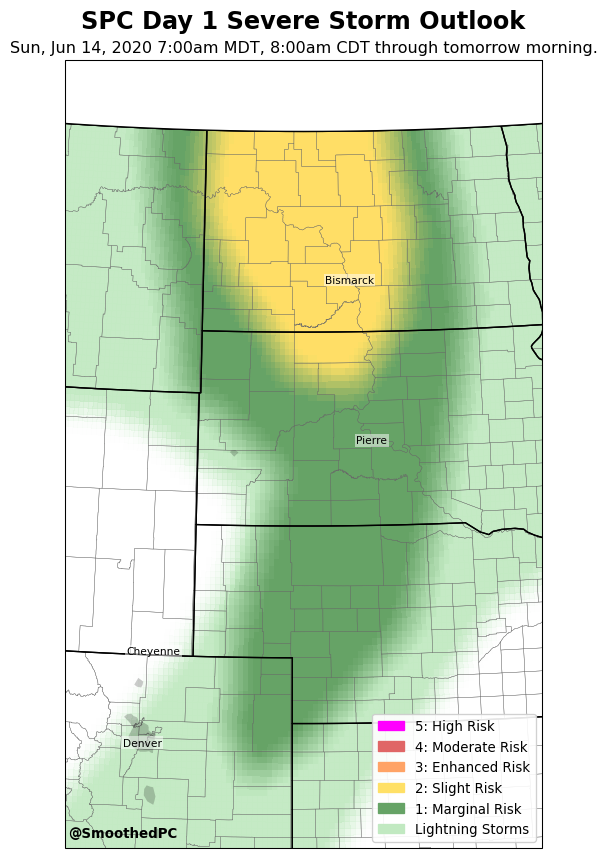 SPC Day 1 Severe Storm Outlook
Sun, Jun 14, 2020 7:00am MDT, 8:00am CDT through tomorrow morning.
Bismarck
Pierre
Cheyenne
Denver
5: High Risk
4: Moderate Risk
3: Enhanced Risk
2: Slight Risk
1: Marginal Risk
Lightning Storms
@SmoothedPC